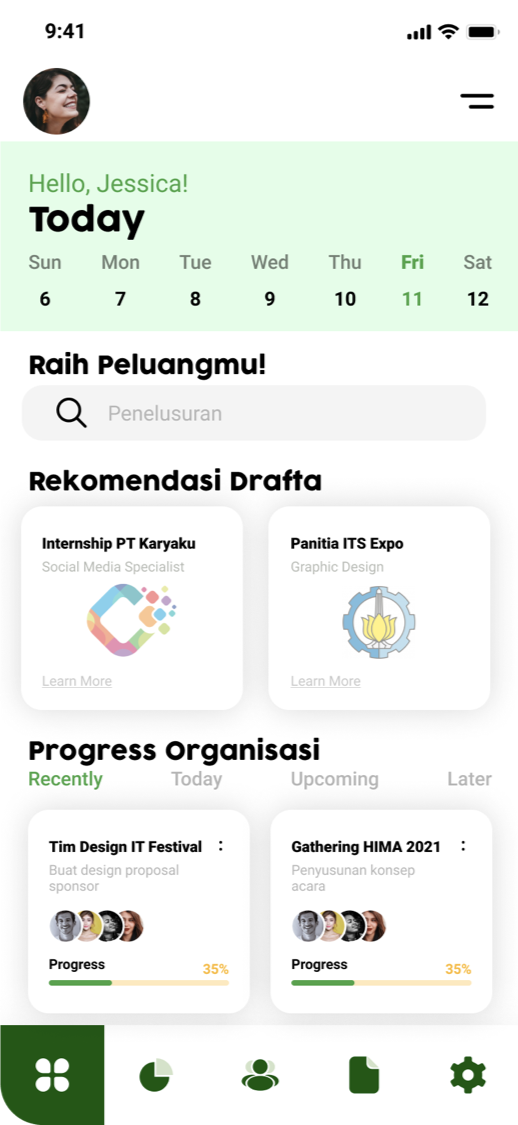 9:41
Hello, Jessica!
Today
Sun Mon Tue Wed Thu Fri Sat
6 7 8 9 10 11 12
Raih Peluangmu!
Penelusuran
Rekomendasi Drafta
Internship PT Karyaku
Social Media Specialist
Learn More
Panitia ITS Expo
Graphic Design
Learn More
Progress Organisasi
Recently Today Upcoming Later
Tim Design IT Festival
Buat design proposal
sponsor
Progress 35%
Gathering HIMA 2021
Penyusunan konsep
acara
Progress 35%